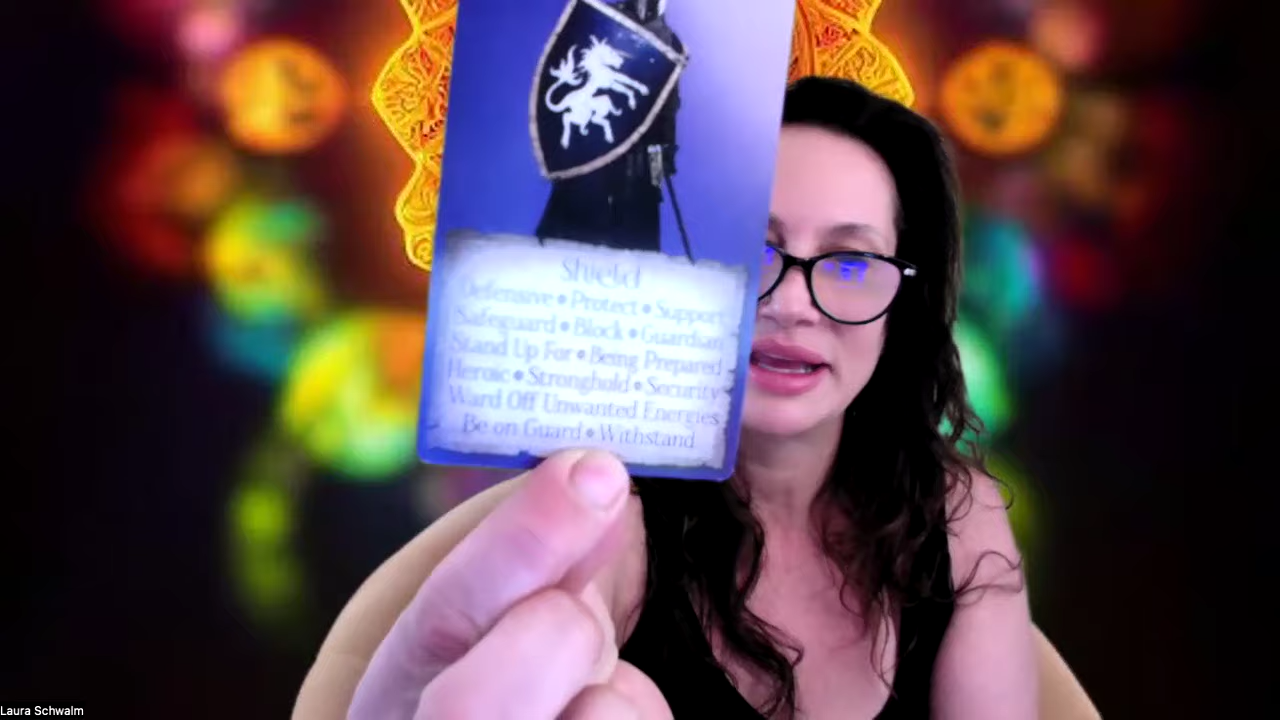 Shield
Defensive • Protect • Support
Safeguard • Block • Guardian
Stand Up For • Being Prepared
Heroic • Stronghold • Security
Ward Off Unwanted Energies
Be on Guard • Withstand
Laura Schwalm